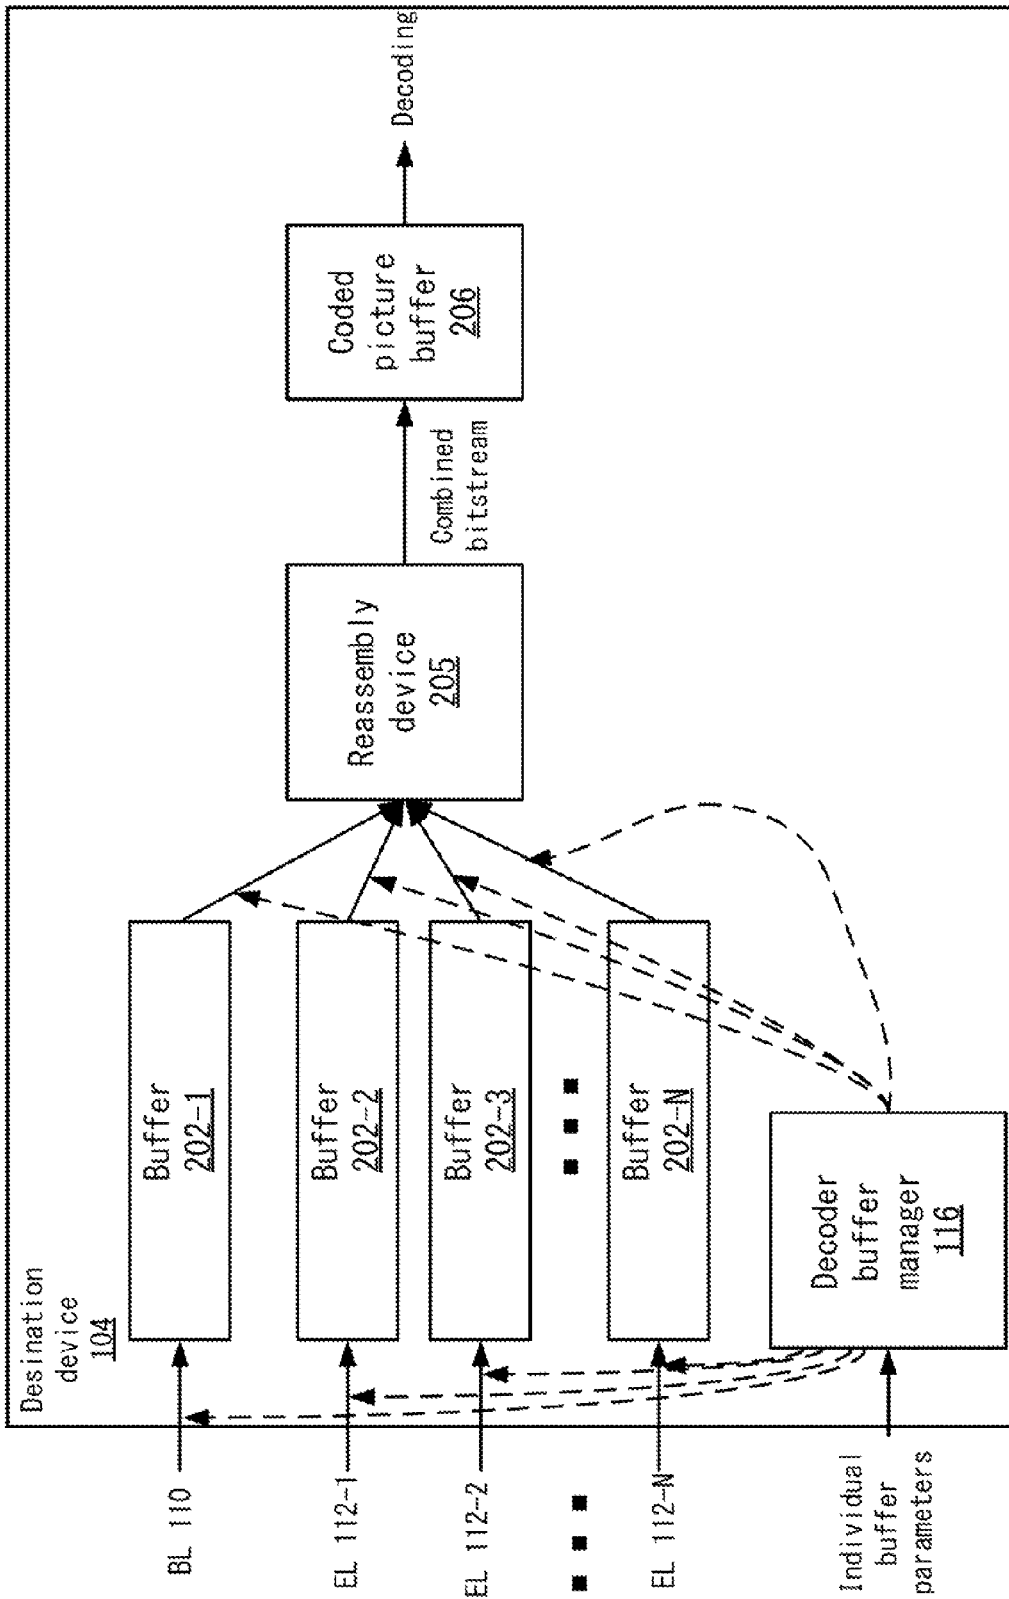 Desination
device
104
BL 110
EL 112-1
EL 112-2
EL 112-N
Individual
buffer
parameters
Buffer
202-1
Buffer
202-2
Buffer
202-3
Buffer
202-N
Decoder
buffer
manager
116
Reassembly
device
205
Combined
bitstream
Coded
picture
buffer
206
Decoding